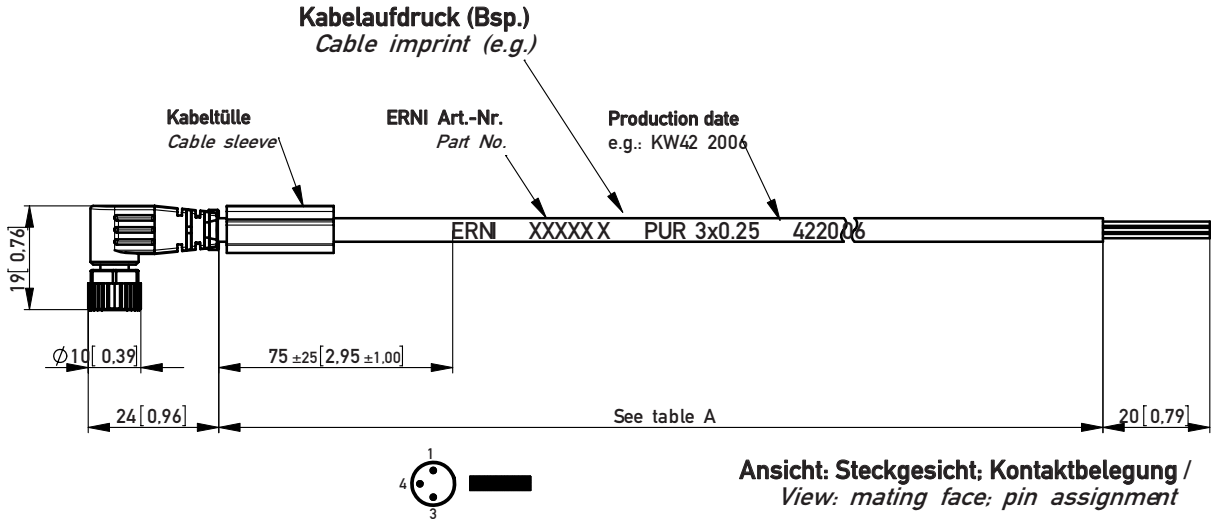 Kabelaufdruck (Bsp.)
Cable imprint (e.g.)
Kabeltülle
Cable sleeve
ERNI Art.-Nr.
Part No.
Production date
e.g.: KW42 2006
ERNI XXXXXX PUR 3x0.25 422006
19[0,76]
Ø10[0,39]
75 ±25[2,95 ±1,00]
24[0,96]
See table A
20[0,79]
1
4
3
Ansicht: Steckgesicht; Kontaktbelegung /
View: mating face; pin assignment